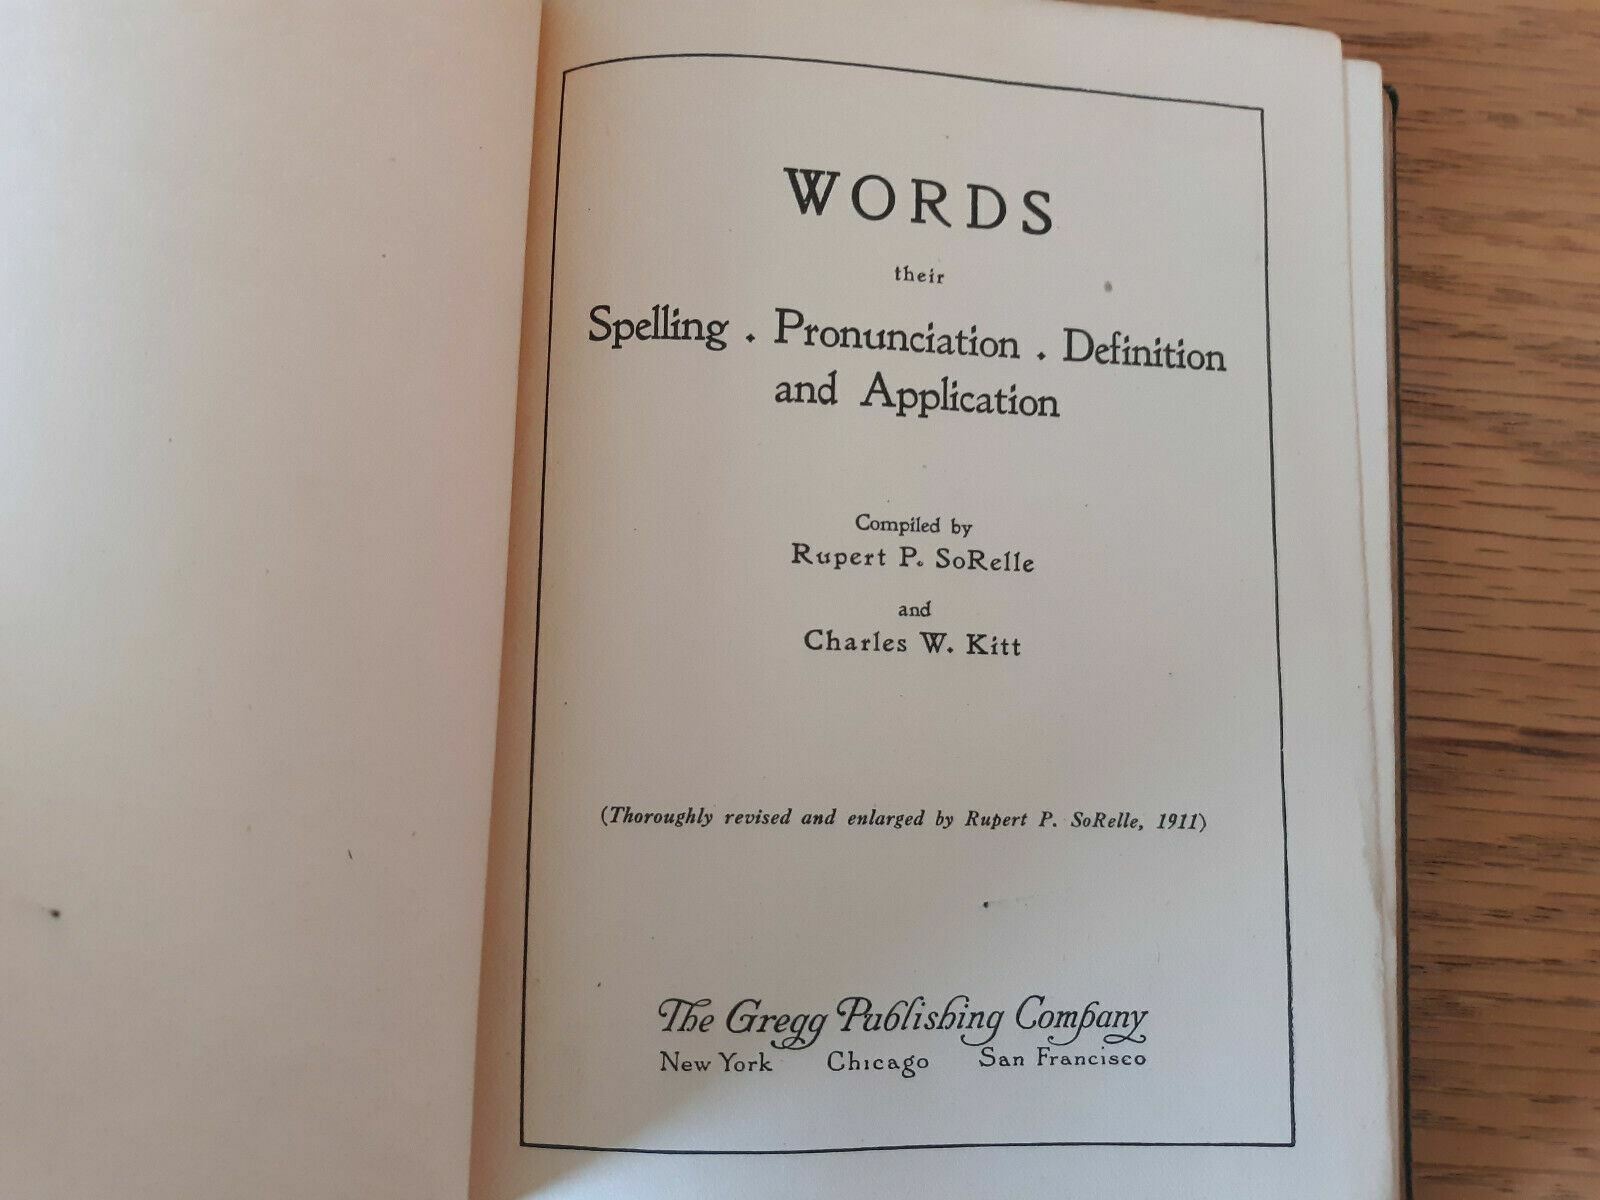 WORDS
their
Spelling . Pronunciation . Definition
and Application
Compiled by
Rupert P. SoRelle
and
Charles W. Kitt
(Thoroughly revised and enlarged by Rupert P. SoRelle, 1911)
The Gregg Publishing Company
New York Chicago San Francisco